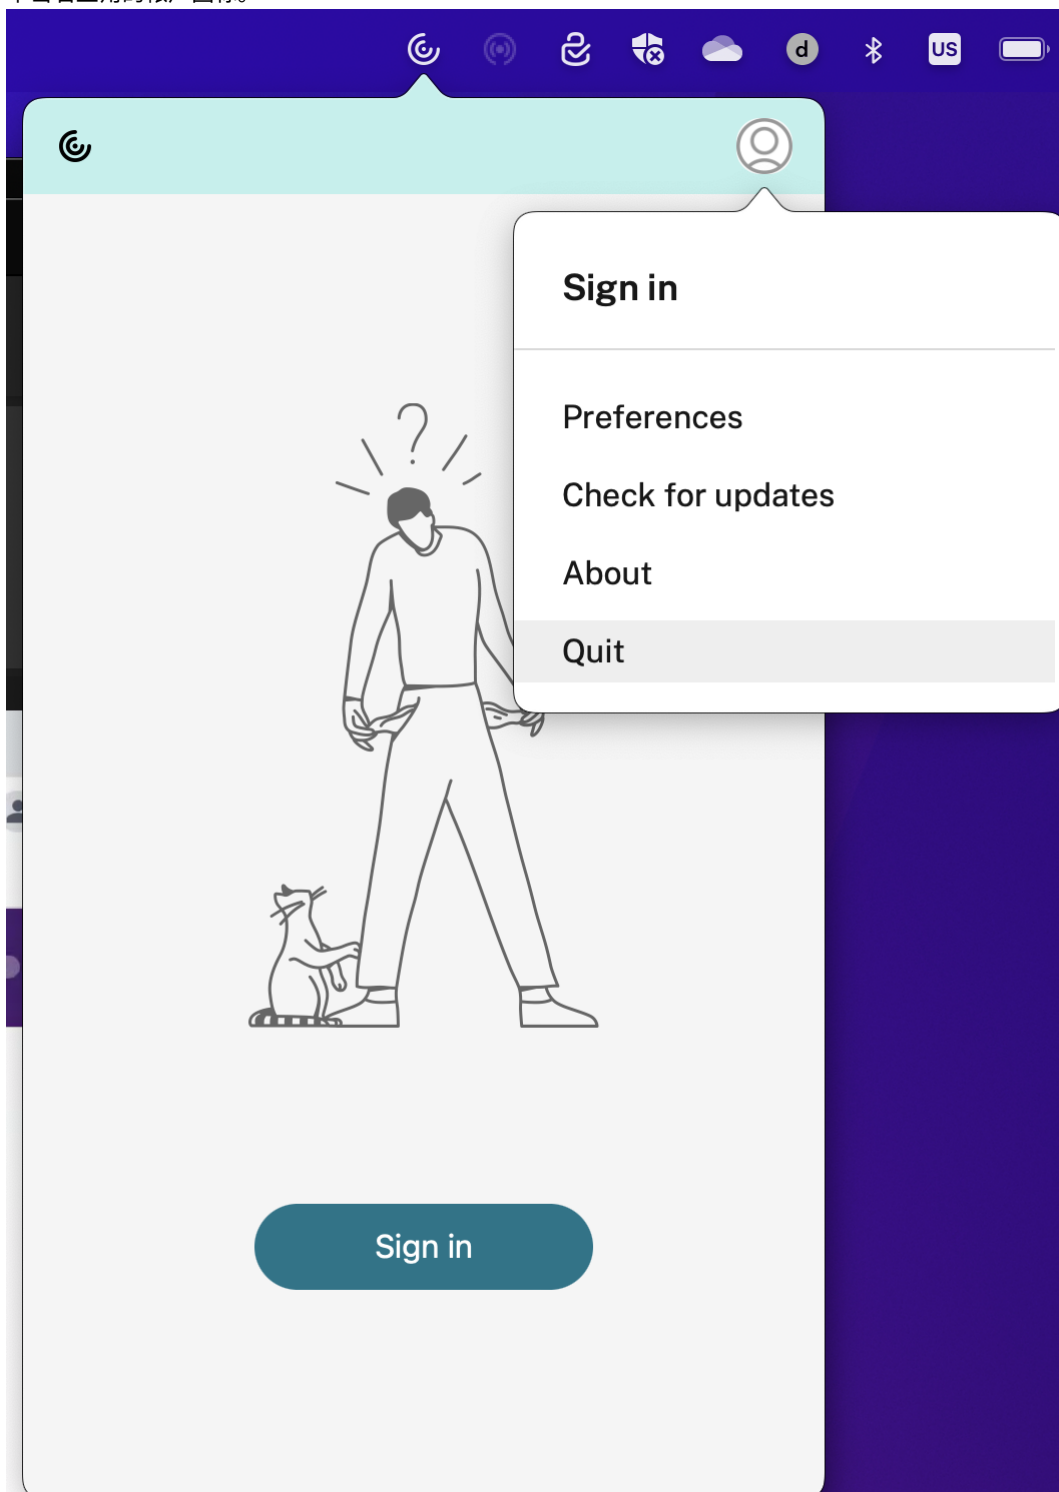 d
US
Sign in
Preferences
Check for updates
About
Quit
?
Sign in